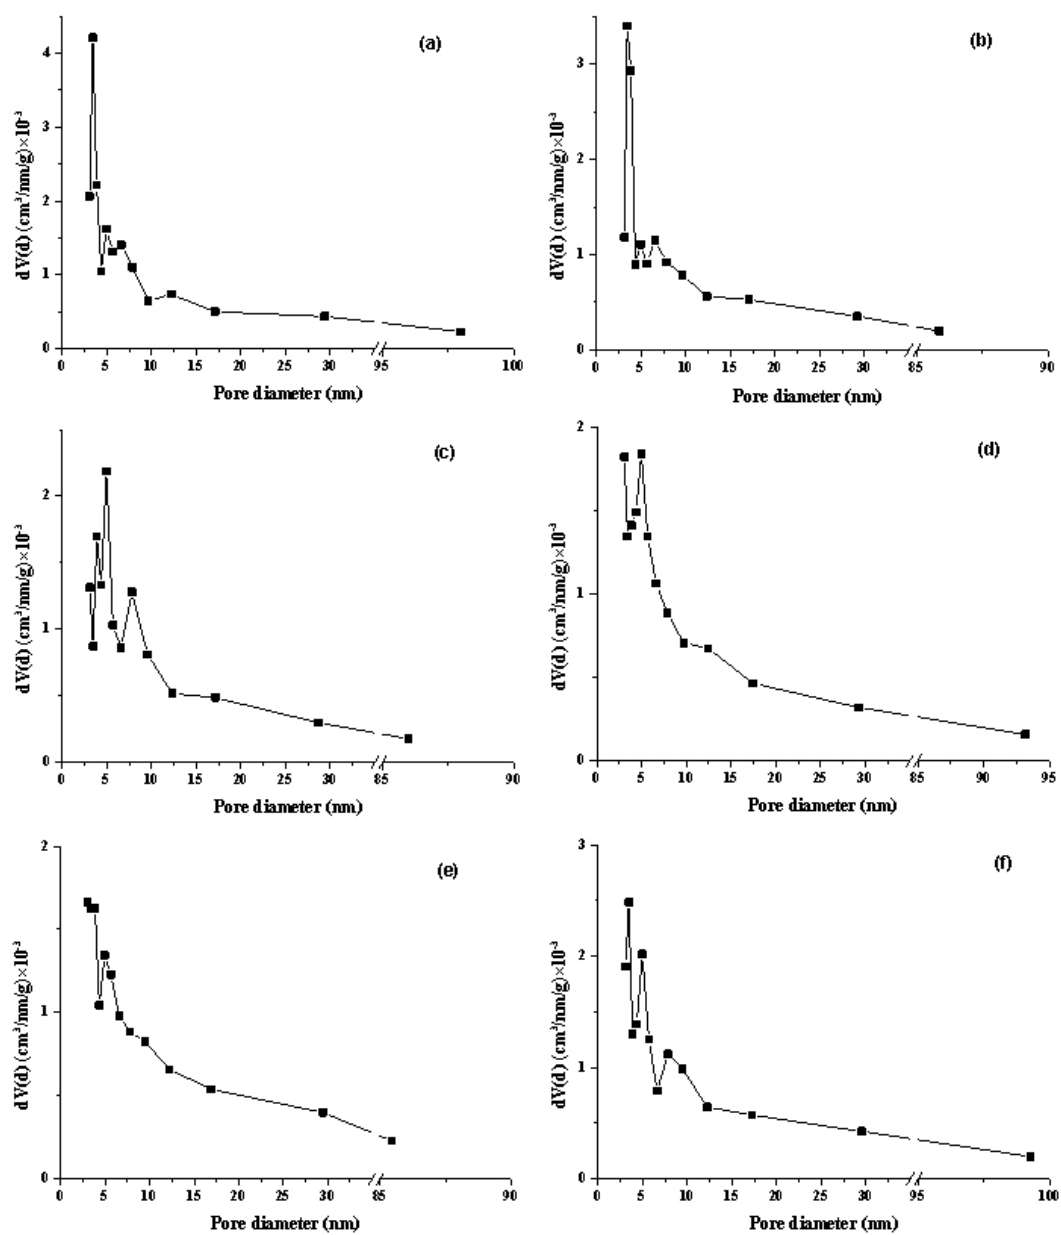 (a)
4
3
2
1
0
0 5 10 15 20 25 30 95 100
dV(d) (cm³/nm/g)×10⁻³
Pore diameter (nm)
(b)
3
2
1
0
0 5 10 15 20 25 30 85 90
dV(d) (cm³/nm/g)×10⁻³
Pore diameter (nm)
(c)
2
1
0
0 5 10 15 20 25 30 85 90
dV(d) (cm³/nm/g)×10⁻³
Pore diameter (nm)
(d)
2
1
0
0 5 10 15 20 25 30 85 90 95
dV(d) (cm³/nm/g)×10⁻³
Pore diameter (nm)
(e)
2
1
0
0 5 10 15 20 25 30 85 90
dV(d) (cm³/nm/g)×10⁻³
Pore diameter (nm)
(f)
3
2
1
0
0 5 10 15 20 25 30 95 100
dV(d) (cm³/nm/g)×10⁻³
Pore diameter (nm)